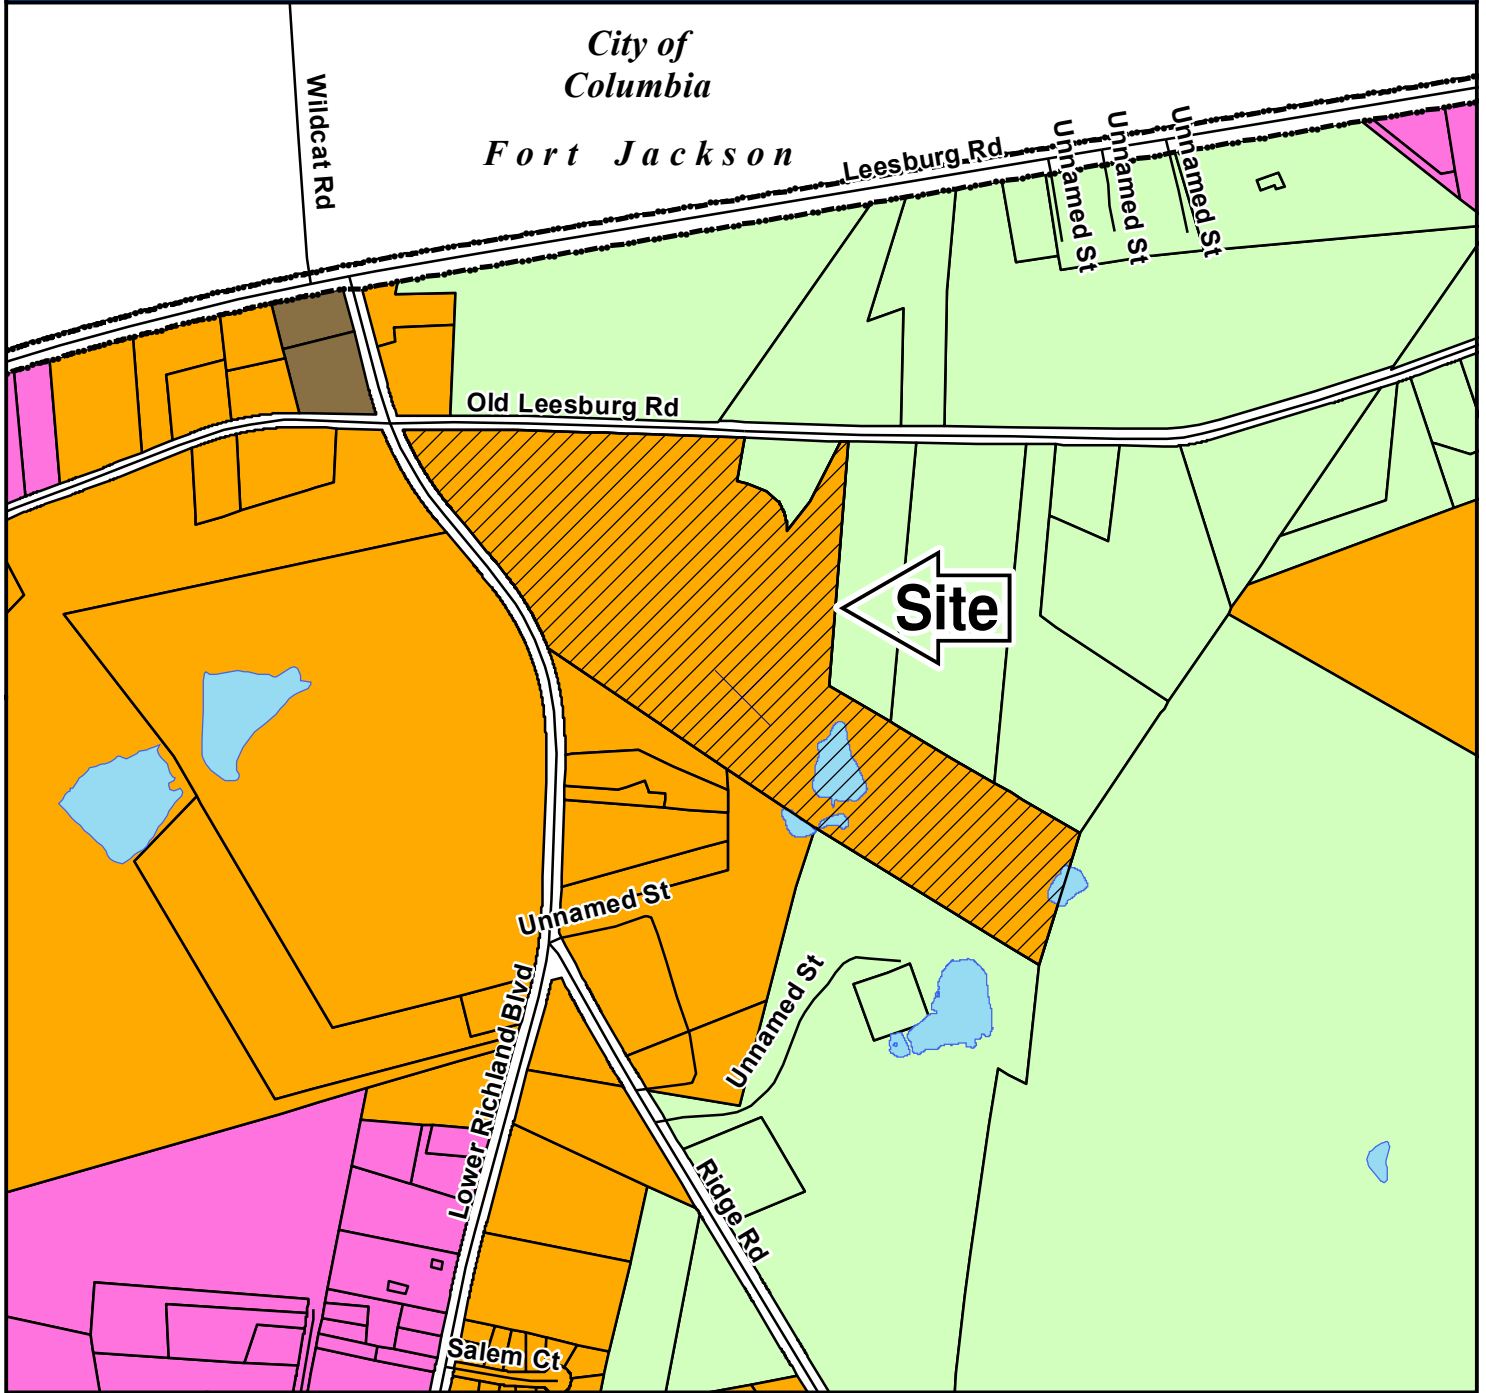 City of
Columbia
Fort Jackson
Wildcat Rd
Leesburg Rd
Unnamed St
Unnamed St
Unnamed St
Old Leesburg Rd
Site
Unnamed St
Unnamed St
Lower Richland Blvd
Ridge Rd
Salem Ct